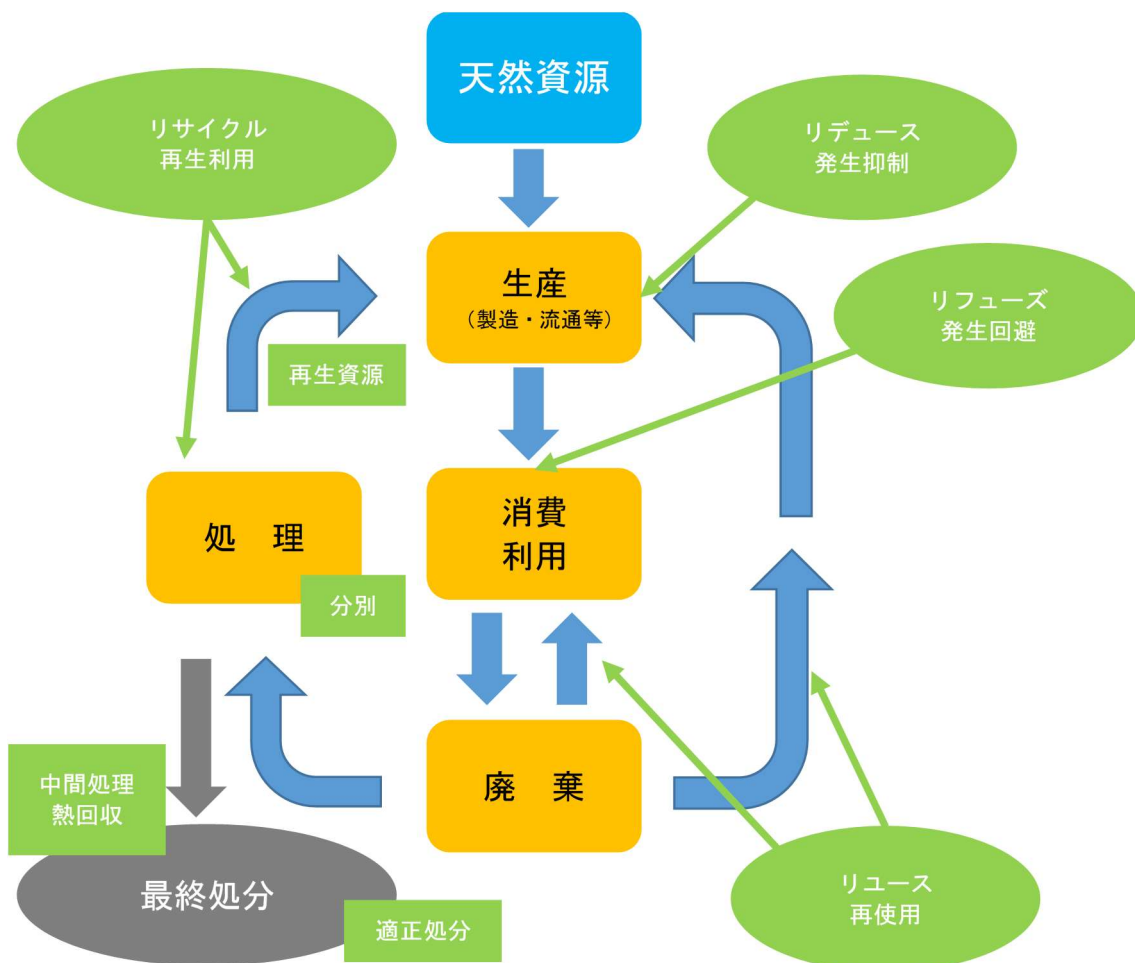 天然資源
リサイクル
再生利用
リデュース
発生抑制
生産
（製造・流通等）
リフューズ
発生回避
再生資源
処　理
分別
消費
利用
中間処理
熱回収
廃　棄
最終処分
適正処分
リユース
再使用